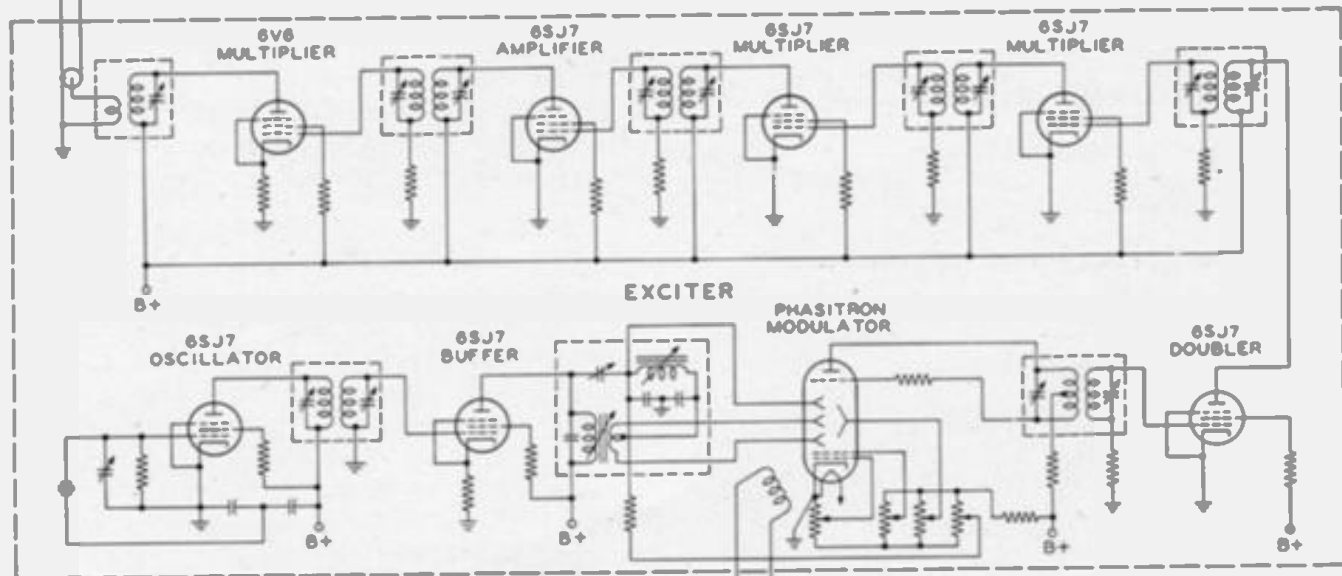 6V6
MULTIPLIER
6SJ7
AMPLIFIER
6SJ7
MULTIPLIER
6SJ7
MULTIPLIER
B+
EXCITER
6SJ7
OSCILLATOR
6SJ7
BUFFER
PHASITRON
MODULATOR
6SJ7
DOUBLER
B+
B+
B+
B+